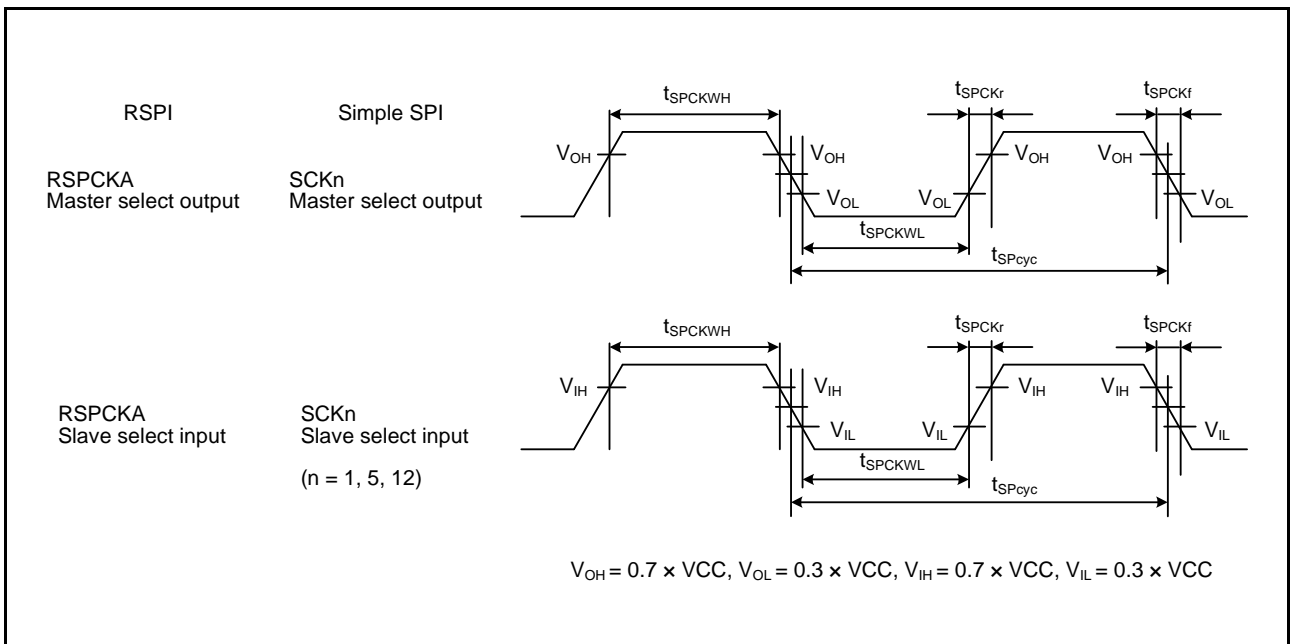 RSPI
Simple SPI
tSPCKWH
tSPCKr
tSPCKf
VOH
VOH
VOH
VOH
RSPCKA
Master select output
SCKn
Master select output
VOL
VOL
VOL
tSPCKWL
tSPcyc
tSPCKWH
tSPCKr
tSPCKf
VIH
VIH
VIH
VIH
RSPCKA
Slave select input
SCKn
Slave select input
(n = 1, 5, 12)
VIL
VIL
VIL
tSPCKWL
tSPcyc
VOH = 0.7 × VCC, VOL = 0.3 × VCC, VIH = 0.7 × VCC, VIL = 0.3 × VCC